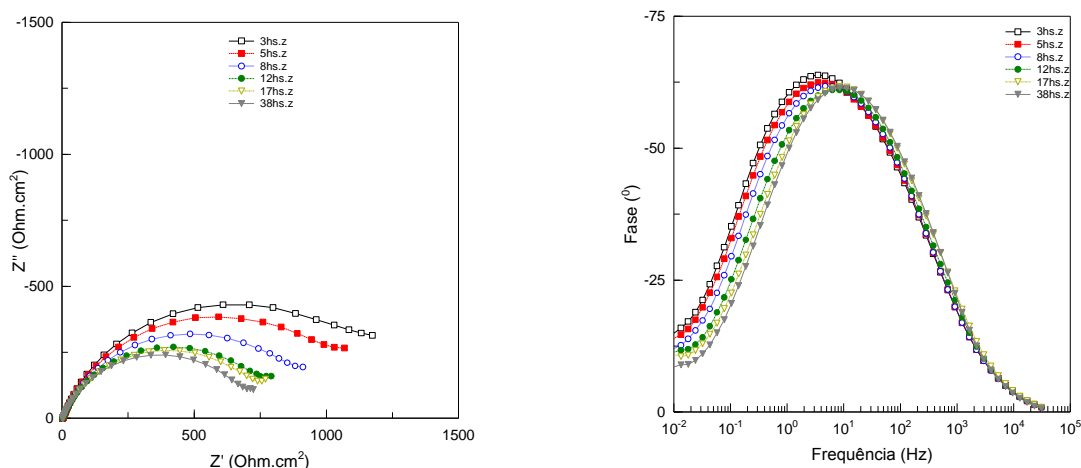 -1500
-1000
-500
0
0
500
1000
1500
Z'' (Ohm.cm²)
Z' (Ohm.cm²)
3hs.z
5hs.z
8hs.z
12hs.z
17hs.z
38hs.z
-75
-50
-25
0
10⁻²
10⁻¹
10⁰
10¹
10²
10³
10⁴
10⁵
Fase (⁰)
Frequência (Hz)
3hs.z
5hs.z
8hs.z
12hs.z
17hs.z
38hs.z